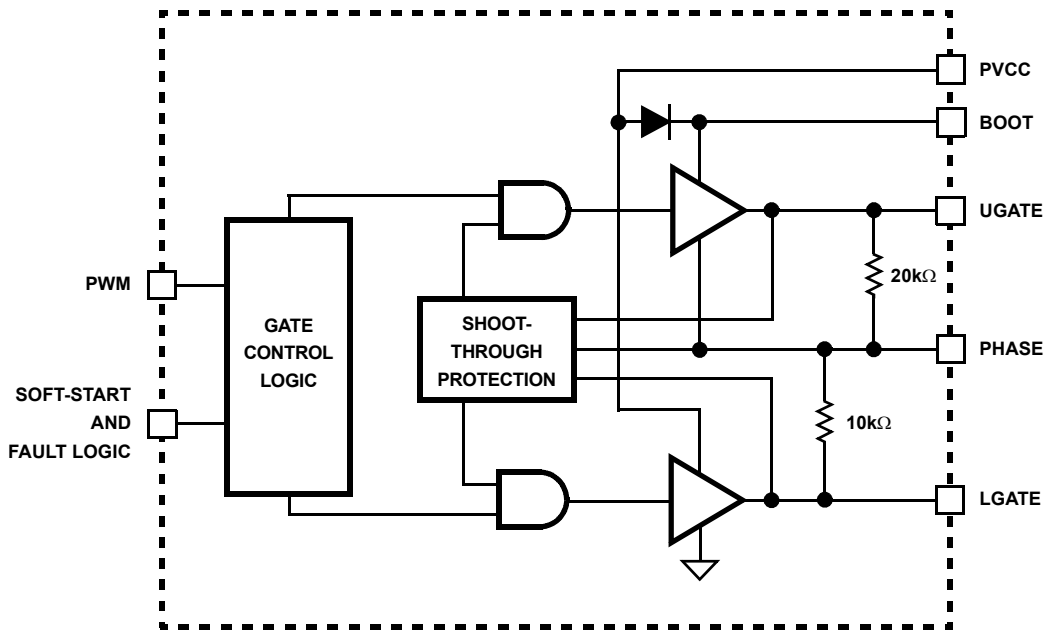 PVCC
BOOT
UGATE
20kΩ
PWM
GATE
CONTROL
LOGIC
SHOOT-
THROUGH
PROTECTION
PHASE
SOFT-START
AND
FAULT LOGIC
10kΩ
LGATE